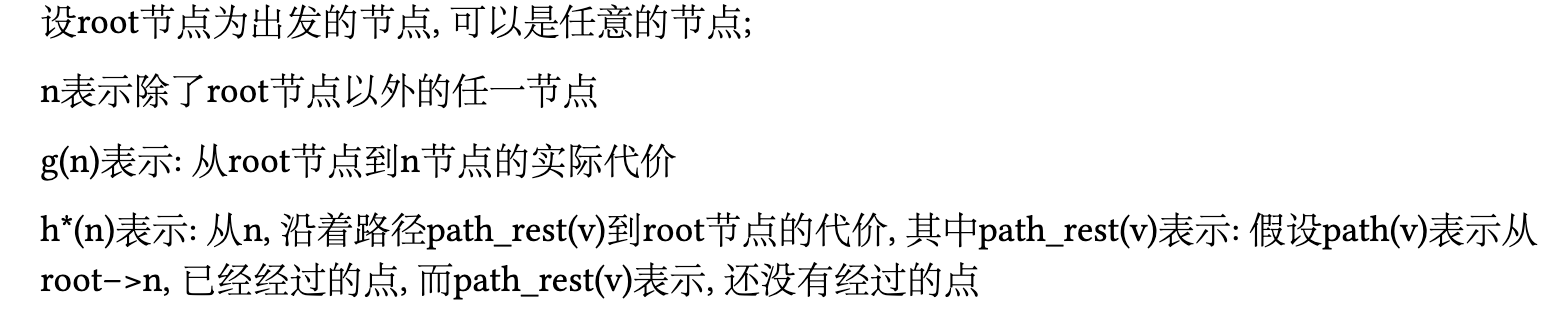 设root节点为出发的节点, 可以是任意的节点;
n表示除了root节点以外的任一节点
g(n)表示: 从root节点到n节点的实际代价
h*(n)表示: 从n, 沿着路径path_rest(v)到root节点的代价, 其中path_rest(v)表示: 假设path(v)表示从
root−>n, 已经经过的点, 而path_rest(v)表示, 还没有经过的点